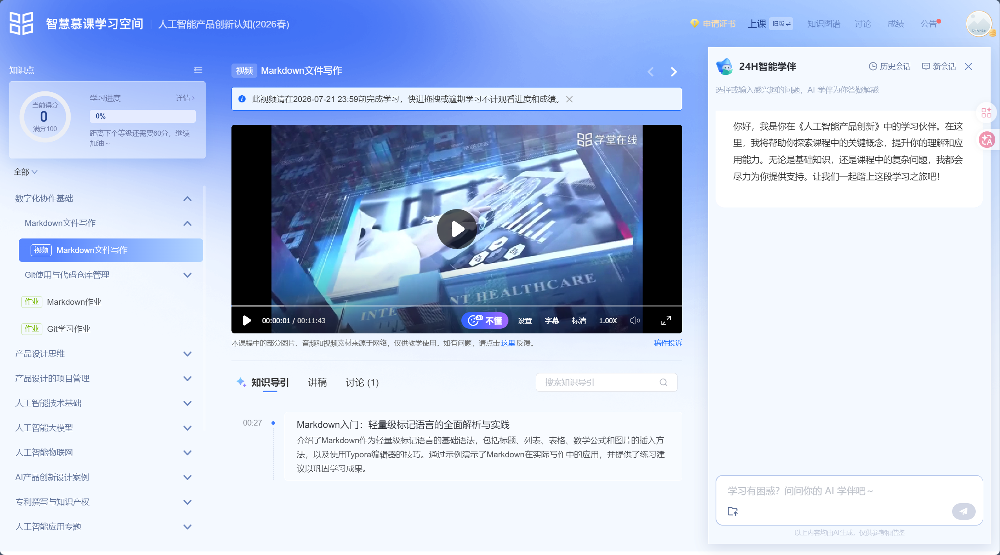 智慧慕课学习空间
人工智能产品创新认知(2026春)
申请证书
上课
旧版
知识图谱
讨论
成绩
公告
知识点
当前得分
0
满分100
学习进度
详情
0%
距离下个等级还需要60分，继续
加油～
全部
数字化协作基础
Markdown文件写作
视频 Markdown文件写作
Git使用与代码仓库管理
作业 Markdown作业
作业 Git学习作业
产品设计思维
产品设计的项目管理
人工智能技术基础
人工智能大模型
人工智能物联网
AI产品创新设计案例
专利撰写与知识产权
人工智能应用专题
视频 Markdown文件写作
此视频请在2026-07-21 23:59前完成学习，快进拖拽或逾期学习不计观看进度和成绩。
学堂在线
NT HEALTHCARE
INTE
00:00:01 / 00:11:43
AI 不懂
设置
字幕
标清
1.00X
本课程中的部分图片、音频和视频素材来源于网络，仅供教学使用。如有问题，请点击 这里 反馈。
稿件投诉
知识导引
讲稿
讨论 (1)
搜索知识导引
00:27
Markdown入门：轻量级标记语言的全面解析与实践
介绍了Markdown作为轻量级标记语言的基础语法，包括标题、列表、表格、数学公式和图片的插入方
法，以及使用Typora编辑器的技巧。通过示例演示了Markdown在实际写作中的应用，并提供了练习建
议以巩固学习成果。
24H智能学伴
历史会话
新会话
选择或输入感兴趣的问题，AI 学伴为你答疑解惑
你好，我是你在《人工智能产品创新》中的学习伙伴。在这
里，我将帮助你探索课程中的关键概念，提升你的理解和应
用能力。无论是基础知识，还是课程中的复杂问题，我都会
尽力为你提供支持。让我们一起踏上这段学习之旅吧！
学习有困惑？问问你的 AI 学伴吧～
以上内容均由AI生成，仅供参考和借鉴